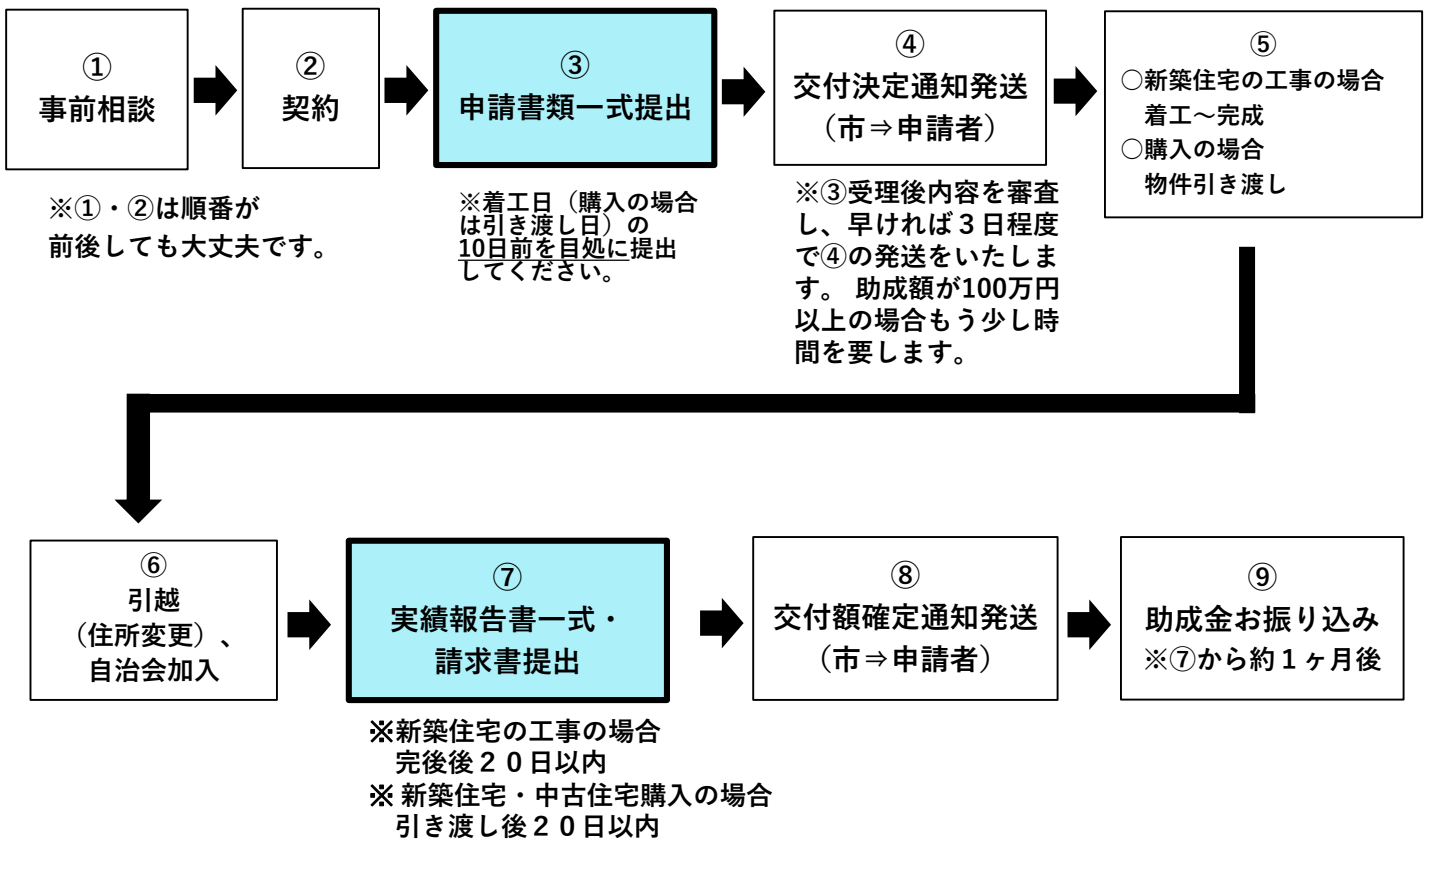 ①
事前相談
②
契約
③
申請書類一式提出
④
交付決定通知発送
（市⇒申請者）
⑤
○新築住宅の工事の場合
着工～完成
○購入の場合
物件引き渡し
※①・②は順番が
前後しても大丈夫です。
※着工日（購入の場合
は引き渡し日）の
10日前を目処に提出
してください。
※③受理後内容を審査
し、早ければ３日程度
で④の発送をいたしま
す。 助成額が100万円
以上の場合もう少し時
間を要します。
⑥
引越
（住所変更）、
自治会加入
⑦
実績報告書一式・
請求書提出
⑧
交付額確定通知発送
（市⇒申請者）
⑨
助成金お振り込み
※⑦から約１ヶ月後
※新築住宅の工事の場合
完後後２０日以内
※ 新築住宅・中古住宅購入の場合
引き渡し後２０日以内